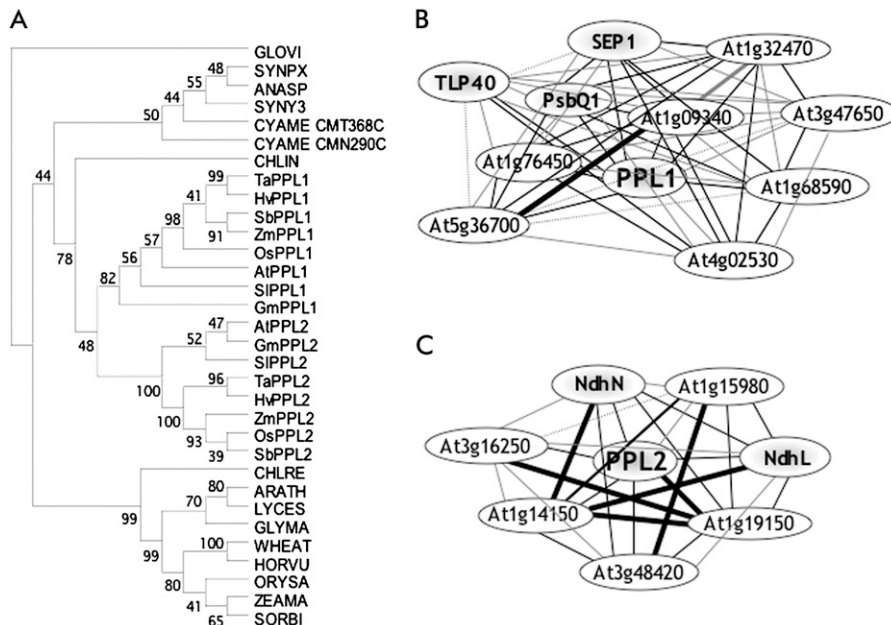 A
GLOVI
SYNPX
ANASP
SYNY3
CYAME CMT368C
CYAME CMN290C
CHLIN
TaPPL1
HvPPL1
SbPPL1
ZmPPL1
OsPPL1
AtPPL1
SlPPL1
GmPPL1
AtPPL2
GmPPL2
SlPPL2
TaPPL2
HvPPL2
ZmPPL2
OsPPL2
SbPPL2
CHLRE
ARATH
LYCES
GLYMA
WHEAT
HORVU
ORYSA
ZEAMA
SORBI
48
55
44
50
44
99
41
98
91
57
56
78
82
48
47
52
100
96
100
93
39
80
70
99
100
99
80
41
65
B
SEP1
At1g32470
TLP40
PsbQ1
At1g09340
At3g47650
At1g76450
PPL1
At1g68590
At5g36700
At4g02530
C
NdhN
At1g15980
At3g16250
PPL2
NdhL
At1g14150
At1g19150
At3g48420